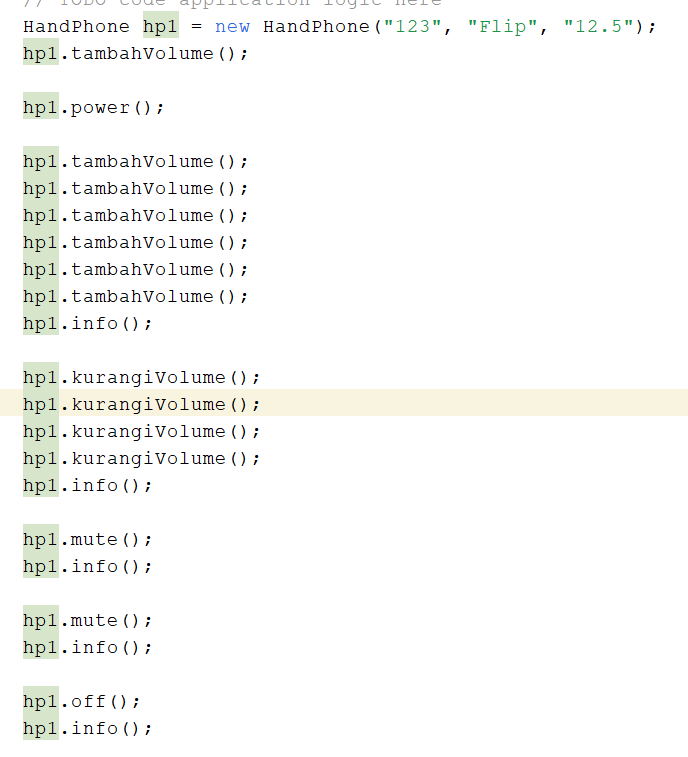 // TODO code application logic here
HandPhone hp1 = new HandPhone("123", "Flip", "12.5");
hp1.tambahVolume();
hp1.power();
hp1.tambahVolume();
hp1.tambahVolume();
hp1.tambahVolume();
hp1.tambahVolume();
hp1.tambahVolume();
hp1.tambahVolume();
hp1.info();
hp1.kurangiVolume();
hp1.kurangiVolume();
hp1.kurangiVolume();
hp1.kurangiVolume();
hp1.info();
hp1.mute();
hp1.info();
hp1.mute();
hp1.info();
hp1.off();
hp1.info();